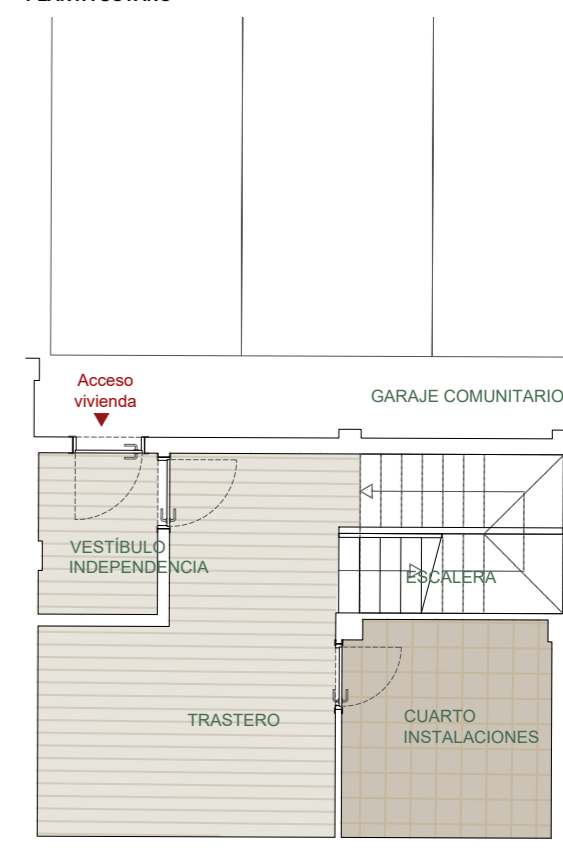 Acceso
vivienda
GARAJE COMUNITARIO
VESTÍBULO
INDEPENDENCIA
ESCALERA
TRASTERO
CUARTO
INSTALACIONES